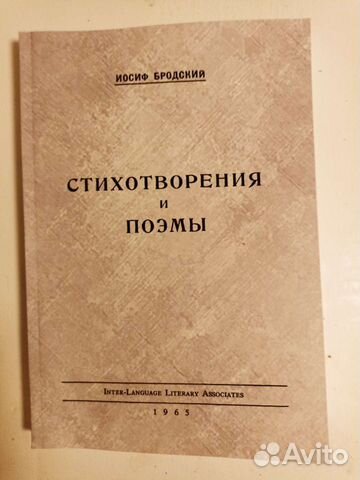 ИОСИФ БРОДСКИЙ
СТИХОТВОРЕНИЯ
И
ПОЭМЫ
INTER-LANGUAGE LITERARY ASSOCIATES
1965
Avito